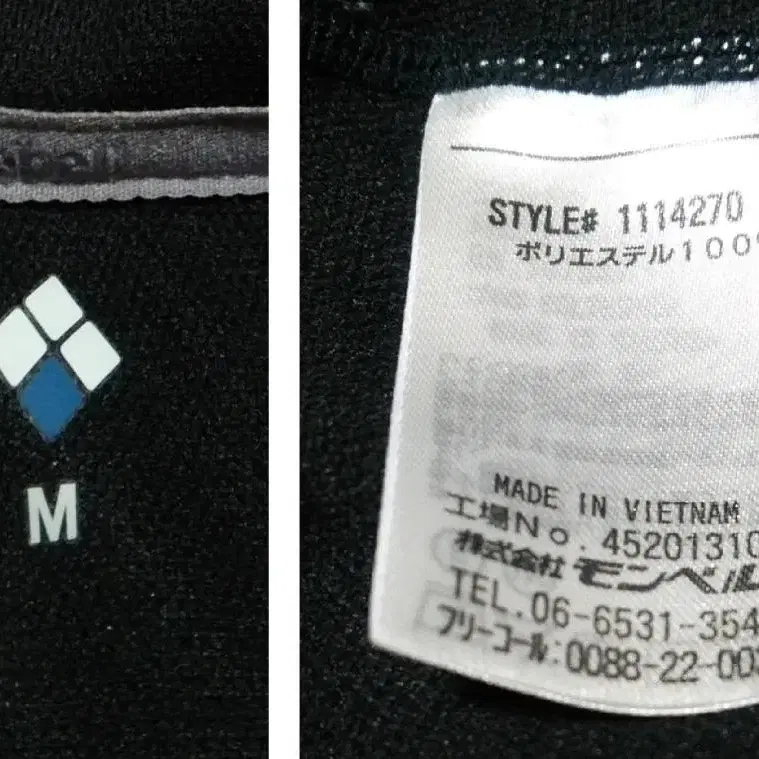 M
STYLE# 1114270
ポリエステル100%
MADE IN VIETNAM
工場No.45201310
株式会社モンベル
TEL.06-6531-354
フリーコール:0088-22-003